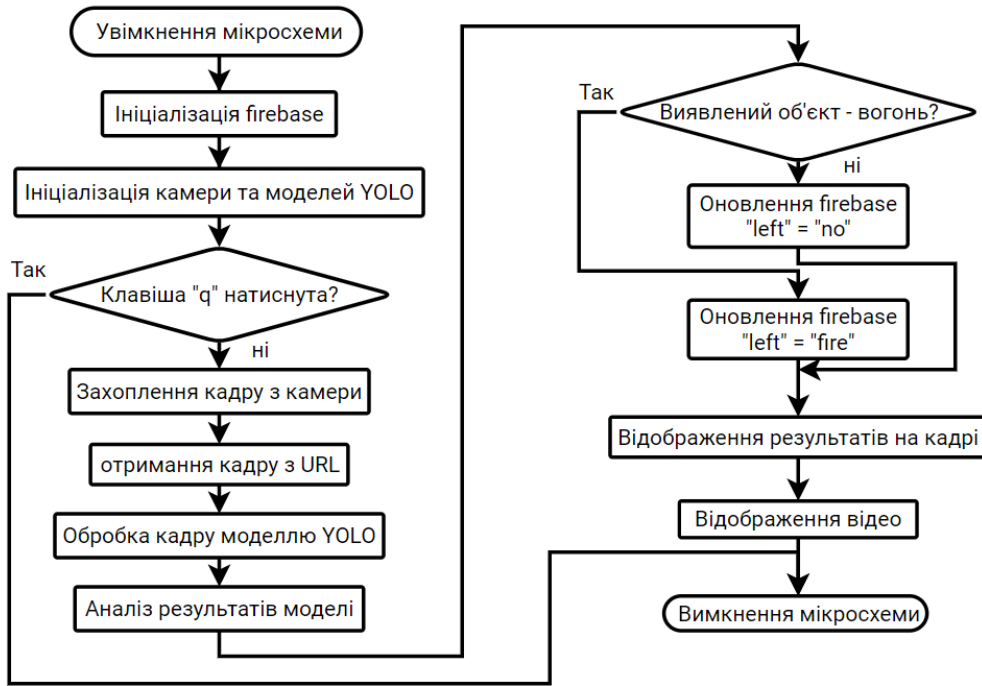 Увімкнення мікросхеми
Ініціалізація firebase
Ініціалізація камери та моделей YOLO
Так
Клавіша "q" натиснута?
ні
Захоплення кадру з камери
отримання кадру з URL
Обробка кадру моделлю YOLO
Аналіз результатів моделі
Так
Виявлений об'єкт - вогонь?
ні
Оновлення firebase
"left" = "no"
Оновлення firebase
"left" = "fire"
Відображення результатів на кадрі
Відображення відео
Вимкнення мікросхеми